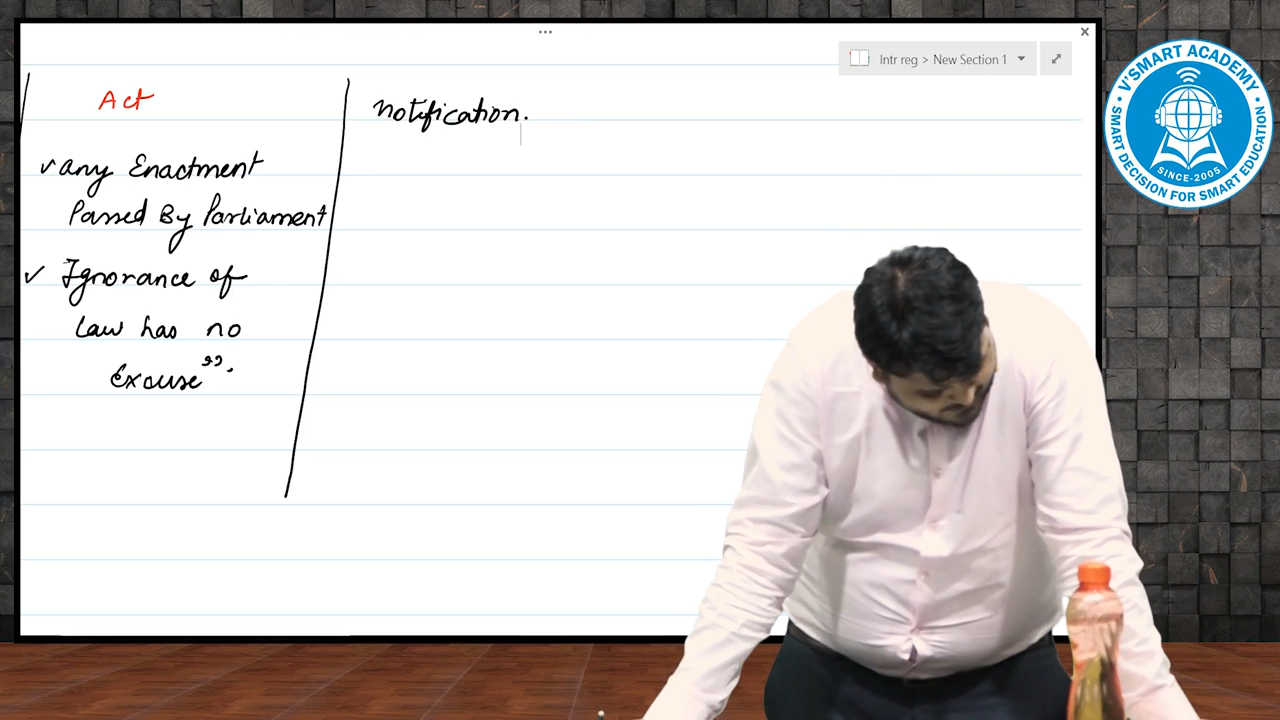 Intr reg > New Section 1
Act
✓ any Enactment
Passed By Parliament
✓ Ignorance of
Law has no
Excuse”.
Notification.
V'SMART ACADEMY
SINCE-2005
SMART DECISION FOR SMART EDUCATION